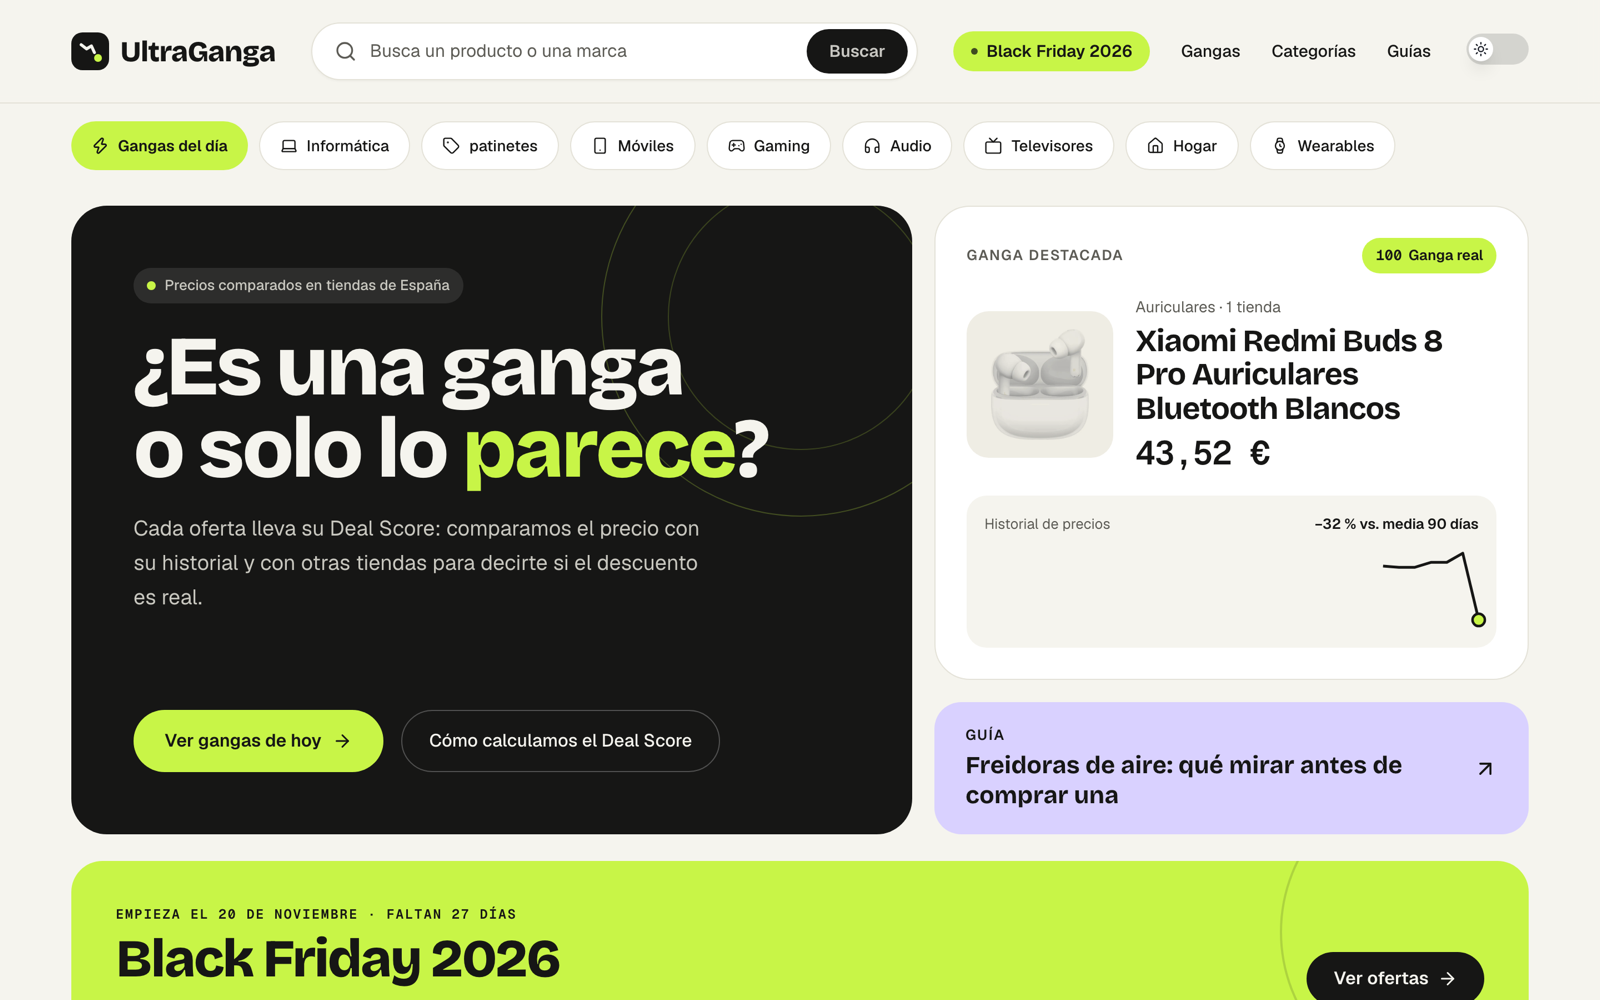 UltraGanga
Busca un producto o una marca
Buscar
Black Friday 2026
Gangas
Categorías
Guías
Gangas del día
Informática
patinetes
Móviles
Gaming
Audio
Televisores
Hogar
Wearables
Precios comparados en tiendas de España
¿Es una ganga
o solo lo parece?
Cada oferta lleva su Deal Score: comparamos el precio con
su historial y con otras tiendas para decirte si el descuento
es real.
Ver gangas de hoy
Cómo calculamos el Deal Score
GANGA DESTACADA
100 Ganga real
Auriculares · 1 tienda
Xiaomi Redmi Buds 8
Pro Auriculares
Bluetooth Blancos
43,52 €
Historial de precios
−32 % vs. media 90 días
GUÍA
Freidoras de aire: qué mirar antes de
comprar una
EMPIEZA EL 20 DE NOVIEMBRE · FALTAN 27 DÍAS
Black Friday 2026
Ver ofertas